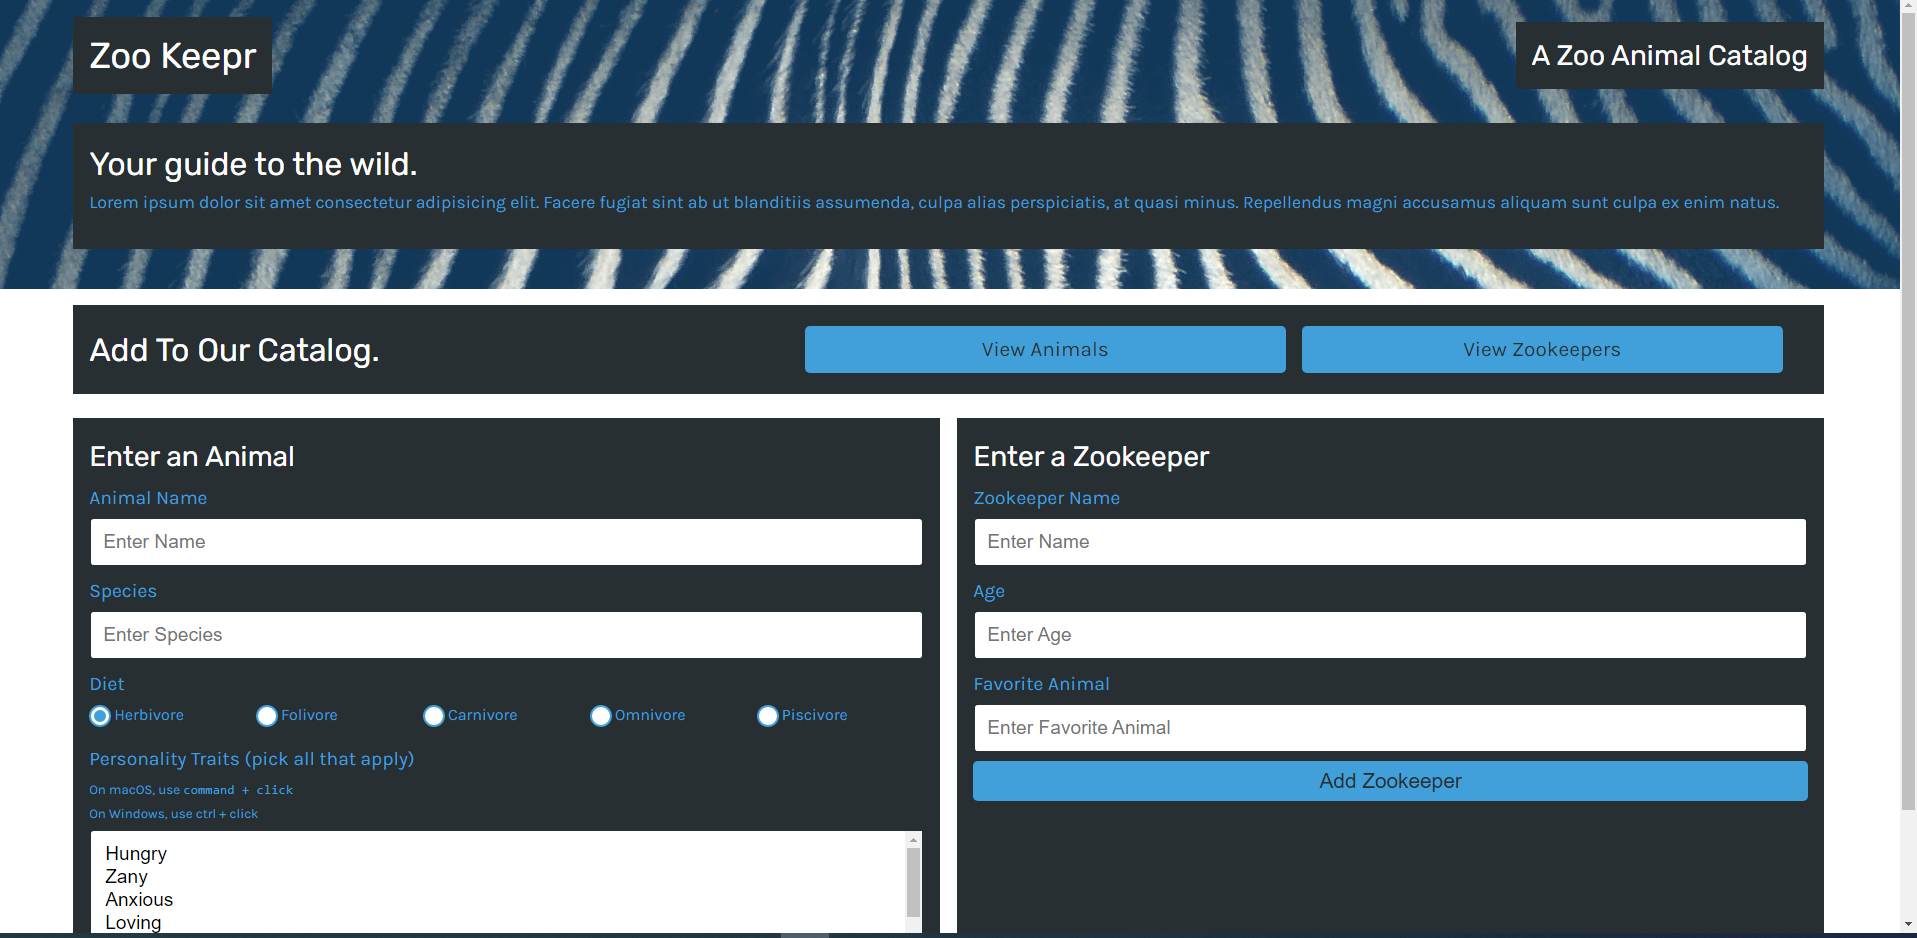 Zoo Keepr
A Zoo Animal Catalog
Your guide to the wild.
Lorem ipsum dolor sit amet consectetur adipisicing elit. Facere fugiat sint ab ut blanditiis assumenda, culpa alias perspiciatis, at quasi minus. Repellendus magni accusamus aliquam sunt culpa ex enim natus.
Add To Our Catalog.
View Animals
View Zookeepers
Enter an Animal
Animal Name
Enter Name
Species
Enter Species
Diet
Herbivore
Folivore
Carnivore
Omnivore
Piscivore
Personality Traits (pick all that apply)
On macOS, use command + click
On Windows, use ctrl + click
Hungry
Zany
Anxious
Loving
Enter a Zookeeper
Zookeeper Name
Enter Name
Age
Enter Age
Favorite Animal
Enter Favorite Animal
Add Zookeeper